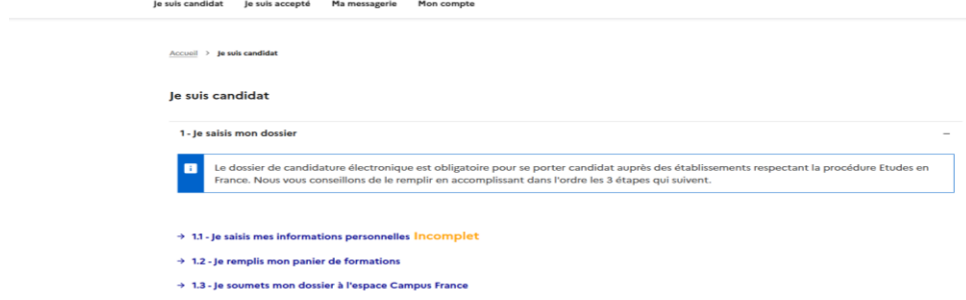 Je suis candidat Je suis accepté Ma messagerie Mon compte
Accueil > Je suis candidat
Je suis candidat
1 - Je saisis mon dossier −
i Le dossier de candidature électronique est obligatoire pour se porter candidat auprès des établissements respectant la procédure Etudes en
France. Nous vous conseillons de le remplir en accomplissant dans l'ordre les 3 étapes qui suivent.
→ 1.1 - Je saisis mes informations personnelles Incomplet
→ 1.2 - Je remplis mon panier de formations
→ 1.3 - Je soumets mon dossier à l'espace Campus France